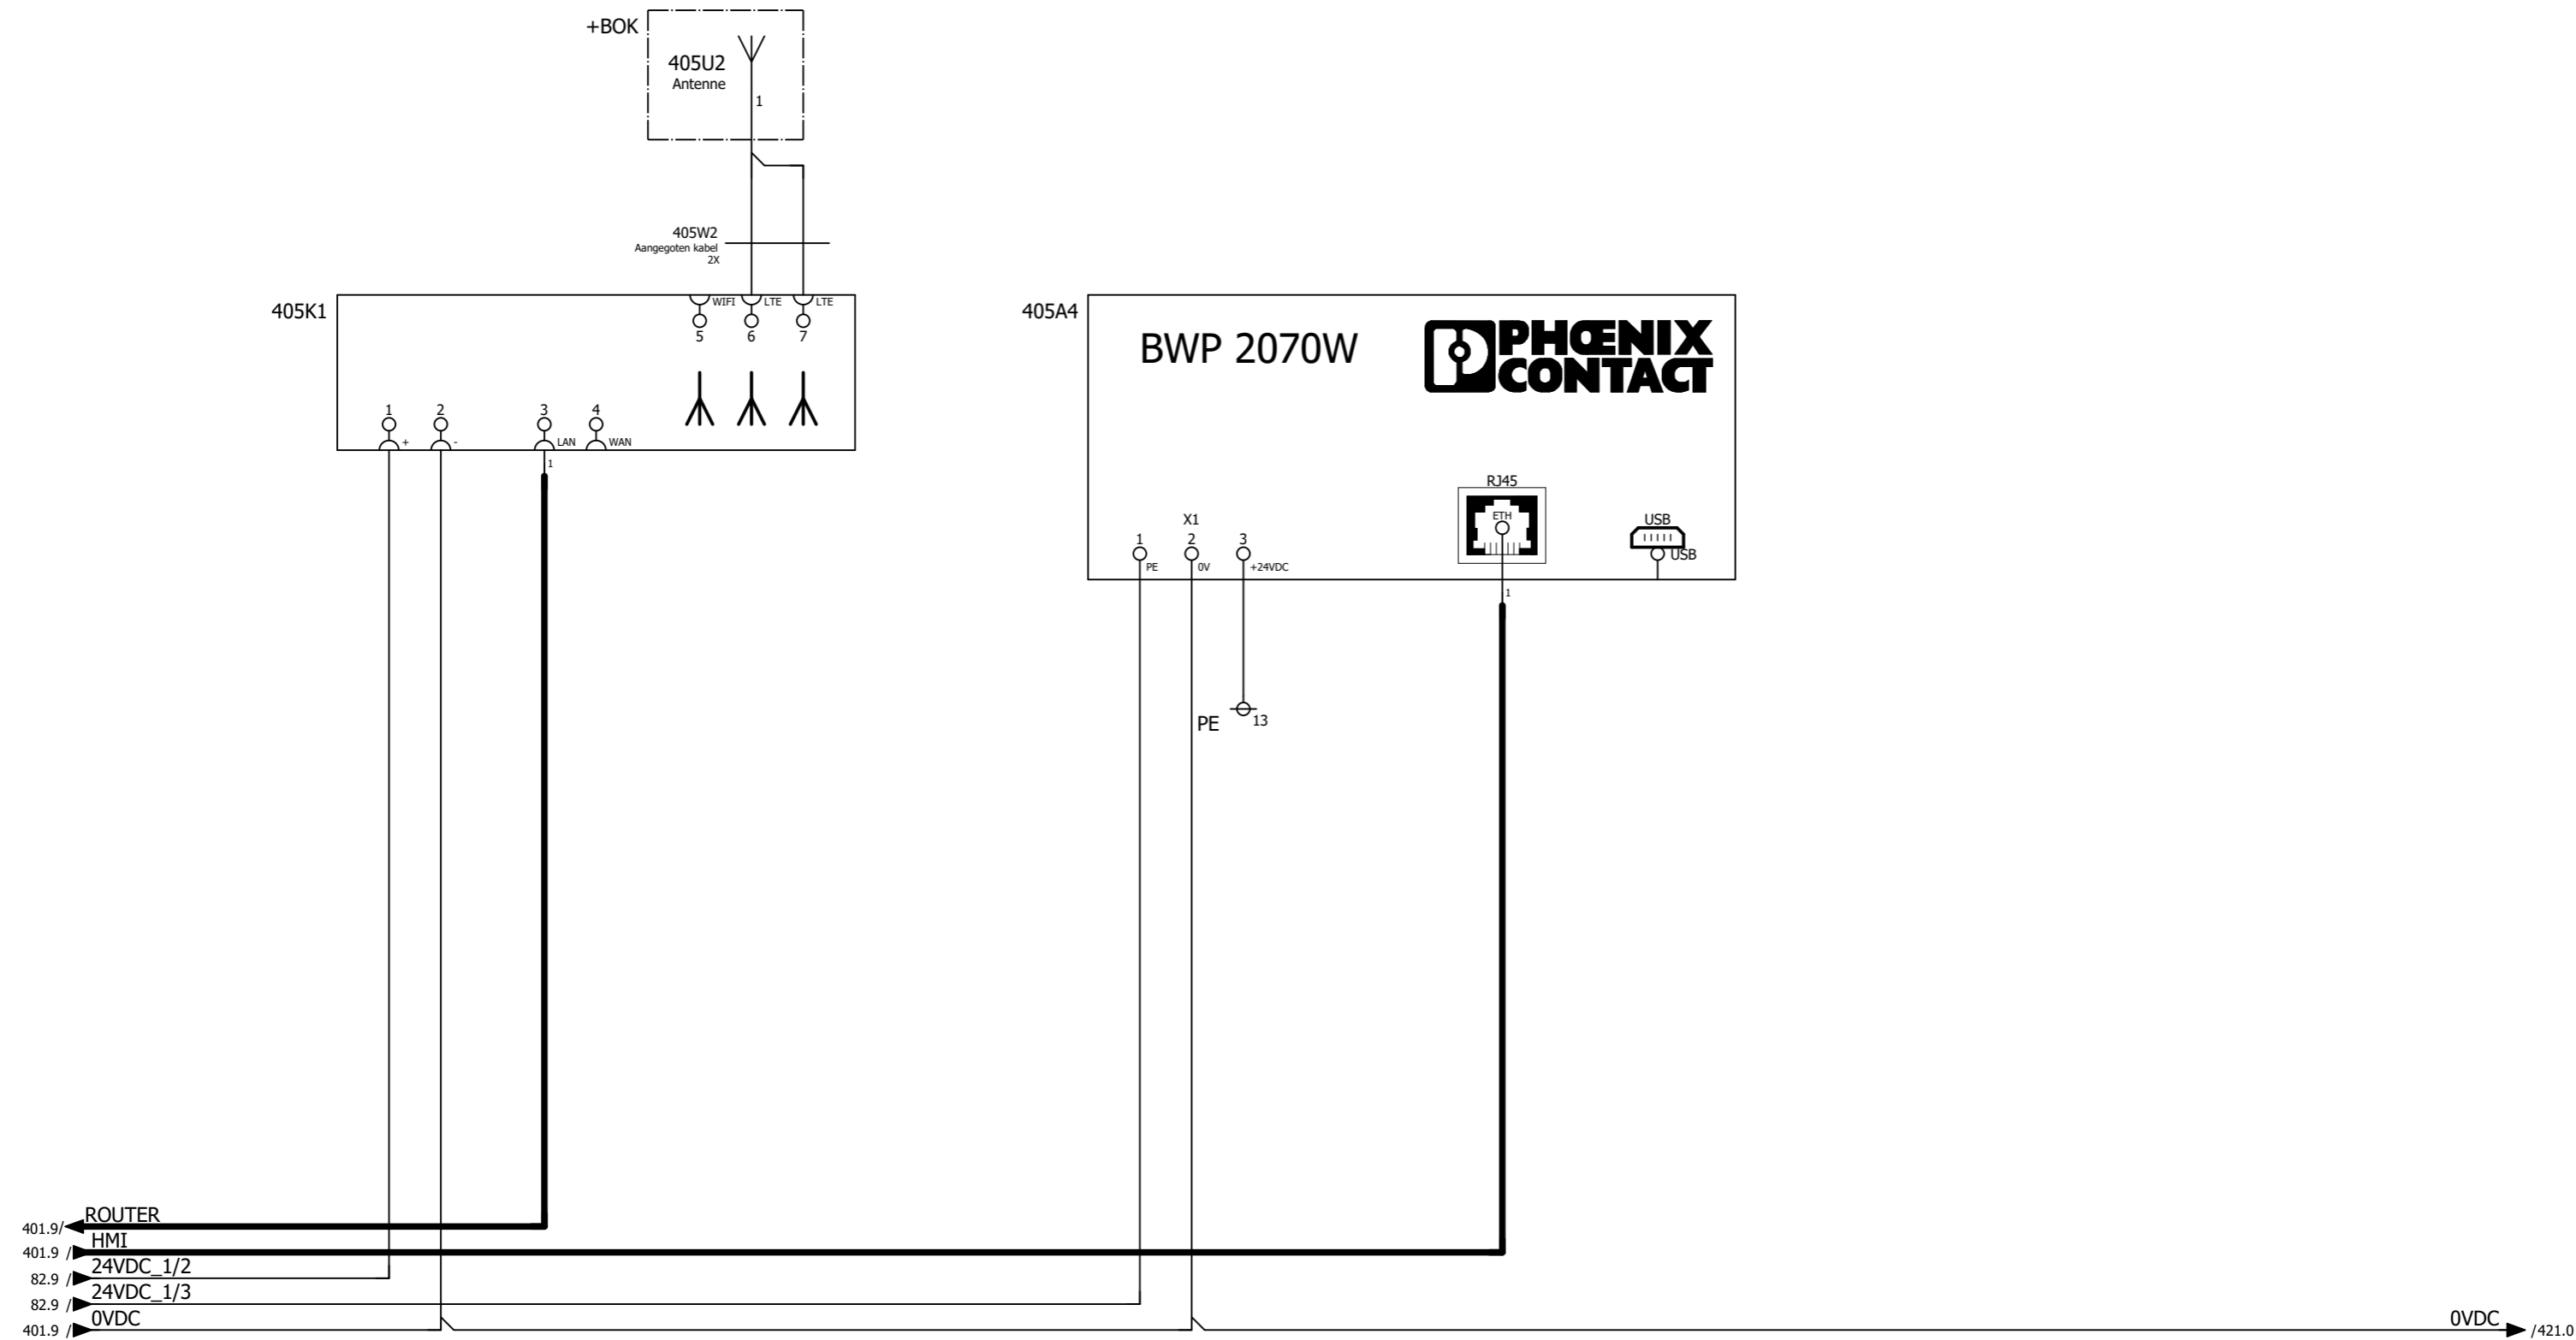 +BOK
405U2
Antenne
1
405W2
Aangegoten kabel
2X
405K1
WIFI LTE LTE
5 6 7
1 2 3 4
+ - LAN WAN
1
405A4
BWP 2070W
PHŒNIX
CONTACT
RJ45
ETH
X1
USB
1 2 3
USB
PE 0V +24VDC
1
PE
13
ROUTER
401.9/
HMI
401.9 /
24VDC_1/2
82.9 /
24VDC_1/3
82.9 /
0VDC
401.9 /
0VDC
/421.0